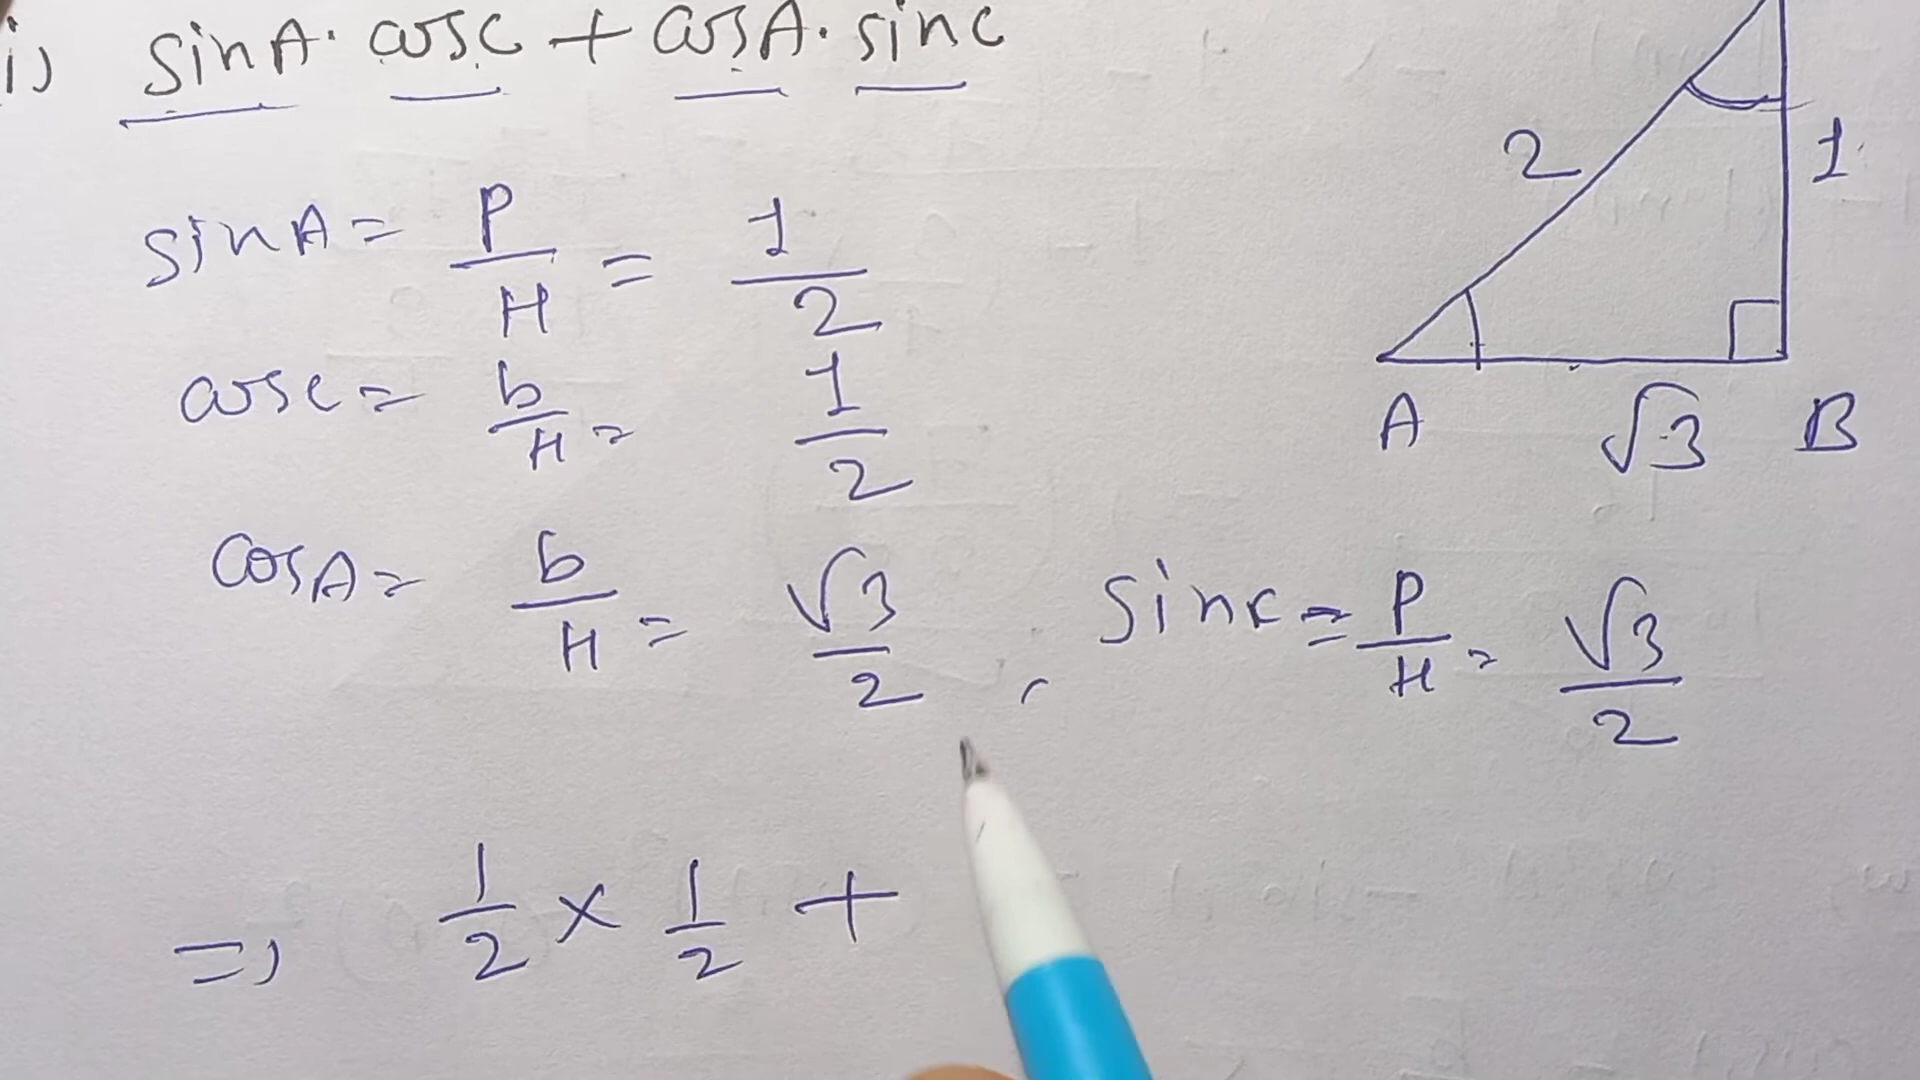 i) sinA. cosC + cosA. sinC
2
1
sinA = P/H = 1/2
cosC = b/H = 1/2
A √3 B
cosA = b/H = √3/2 , sinC = P/H = √3/2
=> 1/2 × 1/2 +